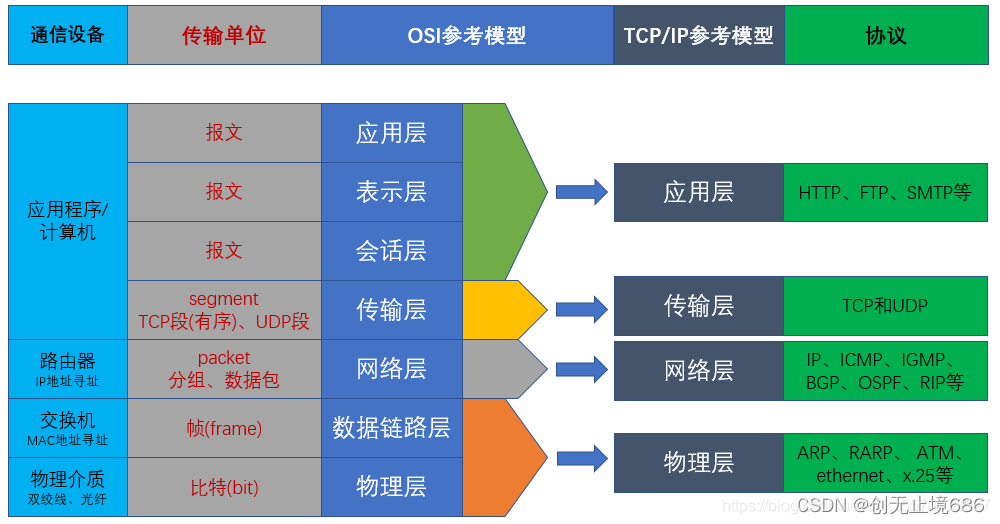 通信设备 传输单位 OSI参考模型 TCP/IP参考模型 协议
应用程序/
计算机
报文 应用层
报文 表示层
报文 会话层
应用层 HTTP、FTP、SMTP等
segment
TCP段(有序)、UDP段
传输层
传输层 TCP和UDP
路由器
IP地址寻址
packet
分组、数据包
网络层
网络层
IP、ICMP、IGMP、
BGP、OSPF、RIP等
交换机
MAC地址寻址
帧(frame)
数据链路层
物理介质
双绞线、光纤
比特(bit)
物理层
物理层
ARP、RARP、 ATM、
ethernet、x.25等
CSDN @创无止境686